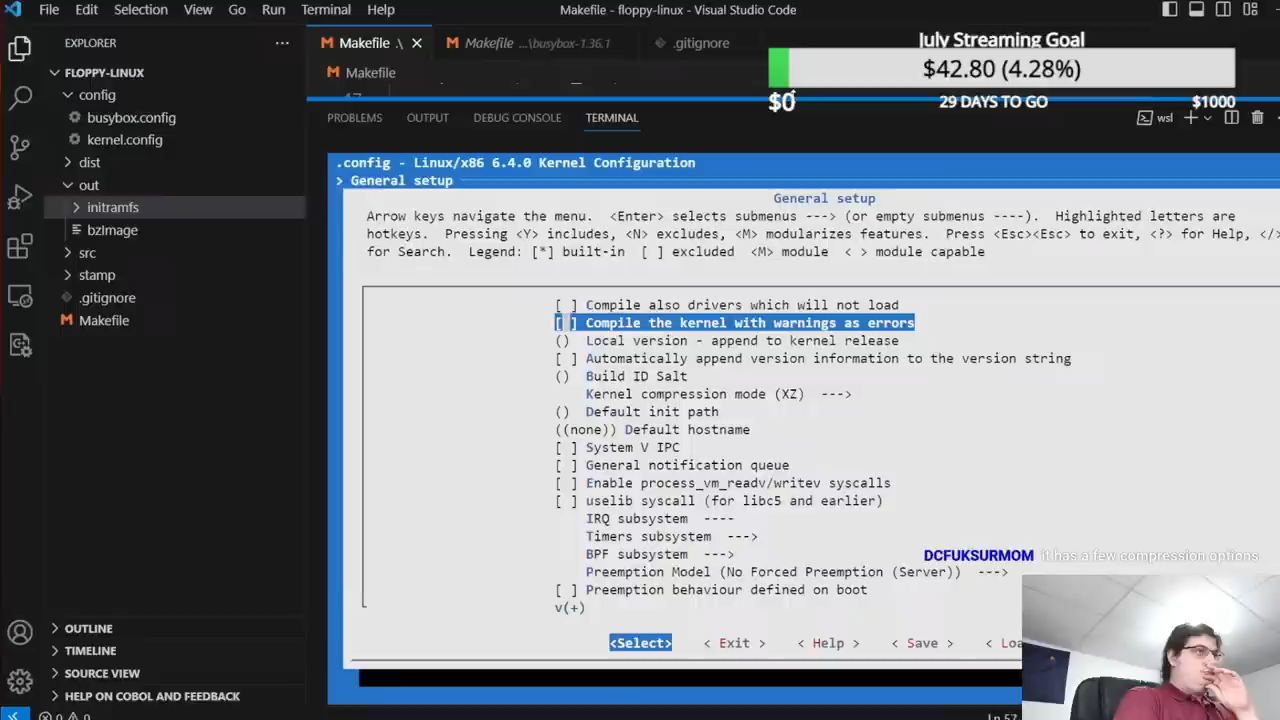 File Edit Selection View Go Run Terminal Help
Makefile - floppy-linux - Visual Studio Code
EXPLORER
FLOPPY-LINUX
config
busybox.config
kernel.config
dist
out
initramfs
bzImage
src
stamp
.gitignore
Makefile
OUTLINE
TIMELINE
SOURCE VIEW
HELP ON COBOL AND FEEDBACK
Makefile .\
Makefile ...\busybox-1.36.1
.gitignore
Makefile
July Streaming Goal
$42.80 (4.28%)
$0 29 DAYS TO GO $1000
PROBLEMS OUTPUT DEBUG CONSOLE TERMINAL
wsl
.config - Linux/x86 6.4.0 Kernel Configuration
> General setup
General setup
Arrow keys navigate the menu. <Enter> selects submenus ---> (or empty submenus ----). Highlighted letters are
hotkeys. Pressing <Y> includes, <N> excludes, <M> modularizes features. Press <Esc><Esc> to exit, <?> for Help, </>
for Search. Legend: [*] built-in [ ] excluded <M> module < > module capable
[ ] Compile also drivers which will not load
[ ] Compile the kernel with warnings as errors
() Local version - append to kernel release
[ ] Automatically append version information to the version string
() Build ID Salt
Kernel compression mode (XZ) --->
() Default init path
((none)) Default hostname
[ ] System V IPC
[ ] General notification queue
[ ] Enable process_vm_readv/writev syscalls
[ ] uselib syscall (for libc5 and earlier)
IRQ subsystem ----
Timers subsystem --->
BPF subsystem --->
Preemption Model (No Forced Preemption (Server)) --->
[ ] Preemption behaviour defined on boot
v(+)
DCFUKSURMOM it has a few compression options
<Select> < Exit > < Help > < Save > < Loa